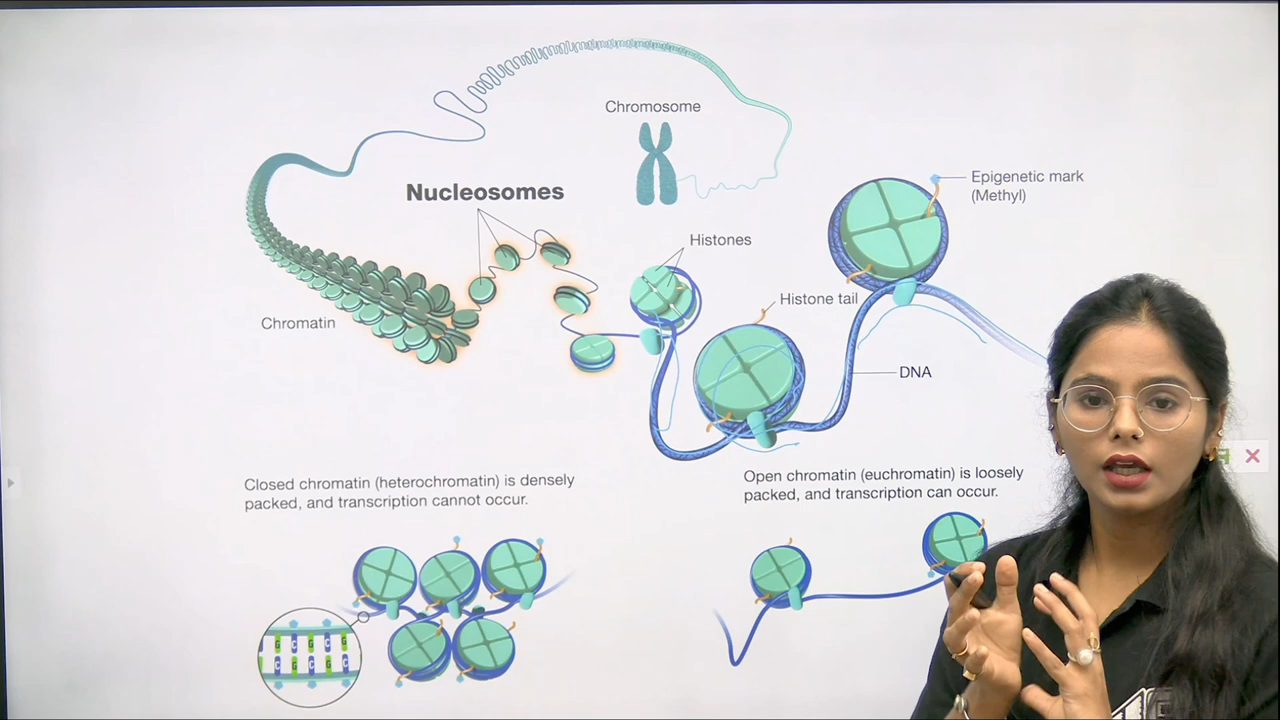 Chromosome
Epigenetic mark
(Methyl)
Nucleosomes
Histones
Histone tail
Chromatin
DNA
Closed chromatin (heterochromatin) is densely
packed, and transcription cannot occur.
Open chromatin (euchromatin) is loosely
packed, and transcription can occur.
G C G C G
C G C G C